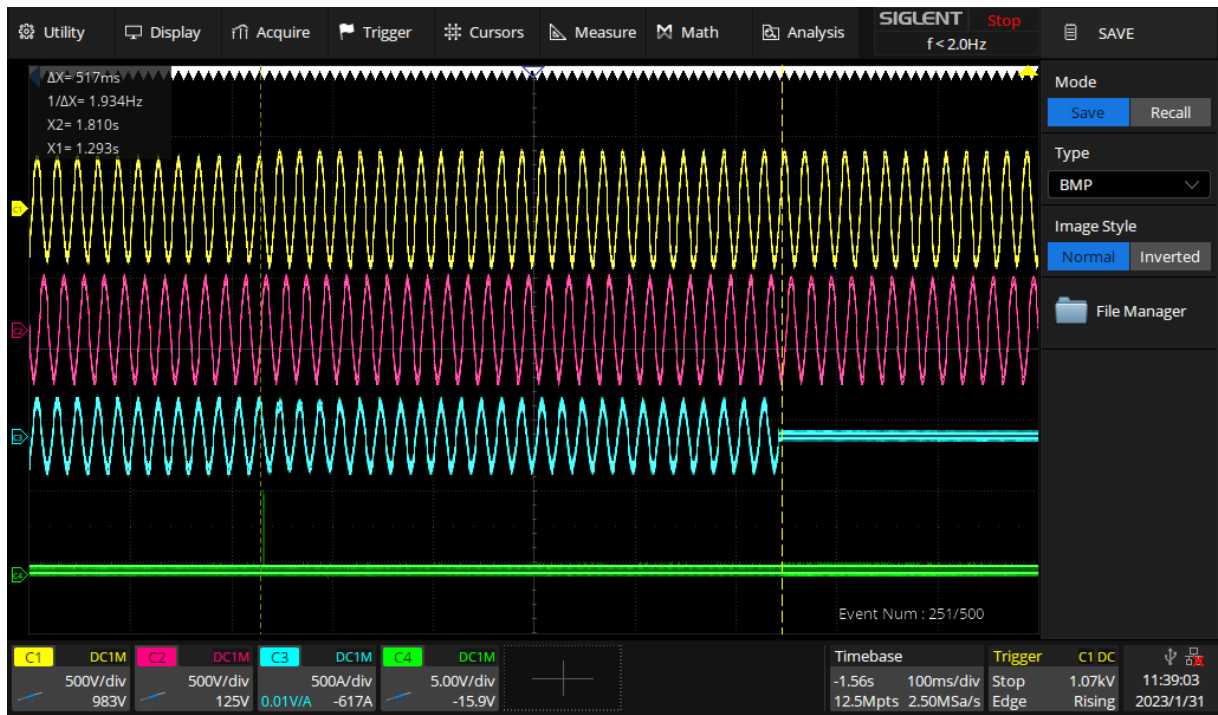 Utility Display Acquire Trigger Cursors Measure Math Analysis SIGLENT Stop SAVE
f < 2.0Hz
ΔX= 517ms
1/ΔX= 1.934Hz
X2= 1.810s
X1= 1.293s
Mode
Save Recall
Type
BMP
Image Style
Normal Inverted
File Manager
C1
C2
C3
C4
Event Num : 251/500
C1 DC1M C2 DC1M C3 DC1M C4 DC1M Timebase Trigger C1 DC
500V/div 500V/div 500A/div 5.00V/div -1.56s 100ms/div Stop 1.07kV 11:39:03
983V 125V 0.01V/A -617A -15.9V 12.5Mpts 2.50MSa/s Edge Rising 2023/1/31